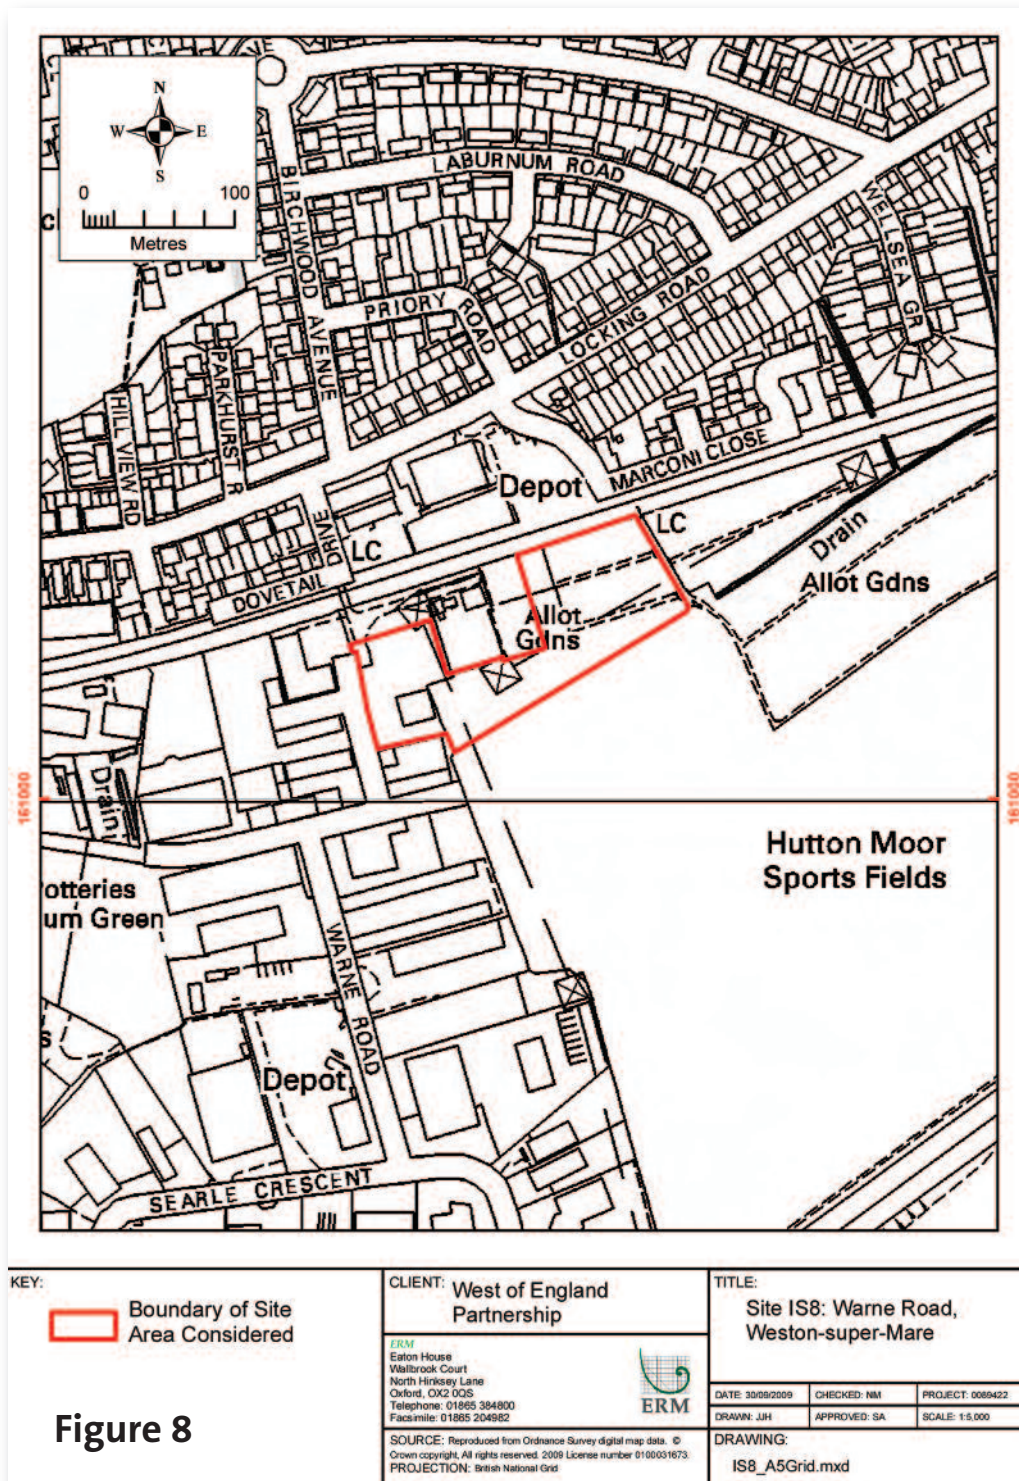 N
W E
S
0 100
Metres
BIRCHWOOD AVENUE
LABURNUM ROAD
WELLSEA GR
PRIORY ROAD
LOCKING ROAD
PARKHURST R
HILL VIEW RD
MARCONI CLOSE
Depot
DOVETAIL DRIVE
LC
LC
Drain
Allot Gdns
Allot
Gdns
161000
161000
Drain
Hutton Moor
Sports Fields
otteries
um Green
WARNE ROAD
Depot
SEARLE CRESCENT
KEY:
Boundary of Site
Area Considered
Figure 8
CLIENT: West of England
Partnership
ERM
Eaton House
Wallbrook Court
North Hinksey Lane
Oxford, OX2 0QS
Telephone: 01865 384800
Facsimile: 01865 204982
ERM
SOURCE: Reproduced from Ordnance Survey digital map data. ©
Crown copyright, All rights reserved. 2009 License number 0100031673.
PROJECTION: British National Grid
TITLE:
Site IS8: Warne Road,
Weston-super-Mare
DATE: 30/09/2009 CHECKED: NM PROJECT: 0089422
DRAWN: JJH APPROVED: SA SCALE: 1:5,000
DRAWING:
IS8_A5Grid.mxd